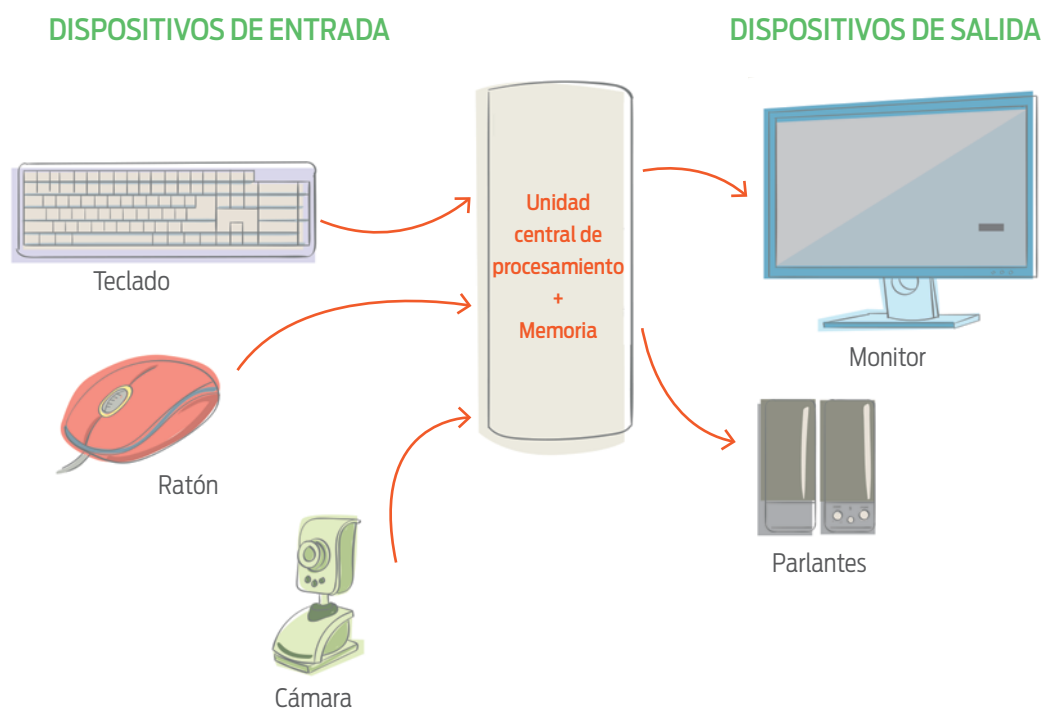 DISPOSITIVOS DE ENTRADA
DISPOSITIVOS DE SALIDA
Teclado
Ratón
Cámara
Unidad
central de
procesamiento
+
Memoria
Monitor
Parlantes